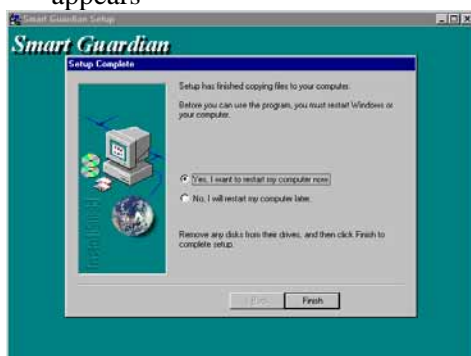 appears
Smart Guardian Setup
Smart Guardian
Setup Complete
Setup has finished copying files to your computer.
Before you can use the program, you must restart Windows or
your computer.
Yes, I want to restart my computer now.
No, I will restart my computer later.
Remove any disks from their drives, and then click Finish to
complete setup.
InstallShield
Finish